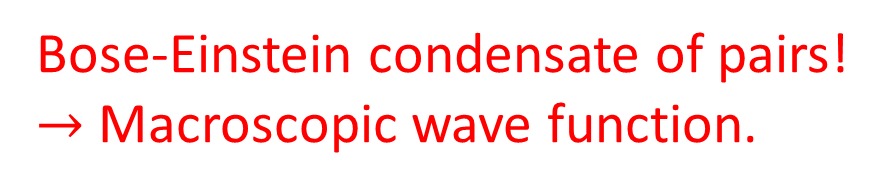 Bose-Einstein condensate of pairs!
→ Macroscopic wave function.